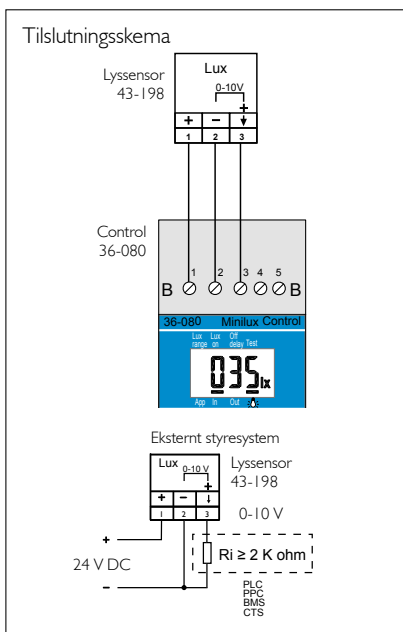 Tilslutningsskema
Lyssensor
43-198
Lux
0-10V
+
+ −
1 2 3
Control
36-080
1 2 3 4 5
B B
36-080 Minilux Control
Lux range Lux on Off delay Test
035lx
App In Out
Eksternt styresystem
Lux
0-10 V
+
+ − ↓
1 2 3
Lyssensor
43-198
0-10 V
+
24 V DC
−
Ri ≥ 2 K ohm
PLC
PPC
BMS
CTS